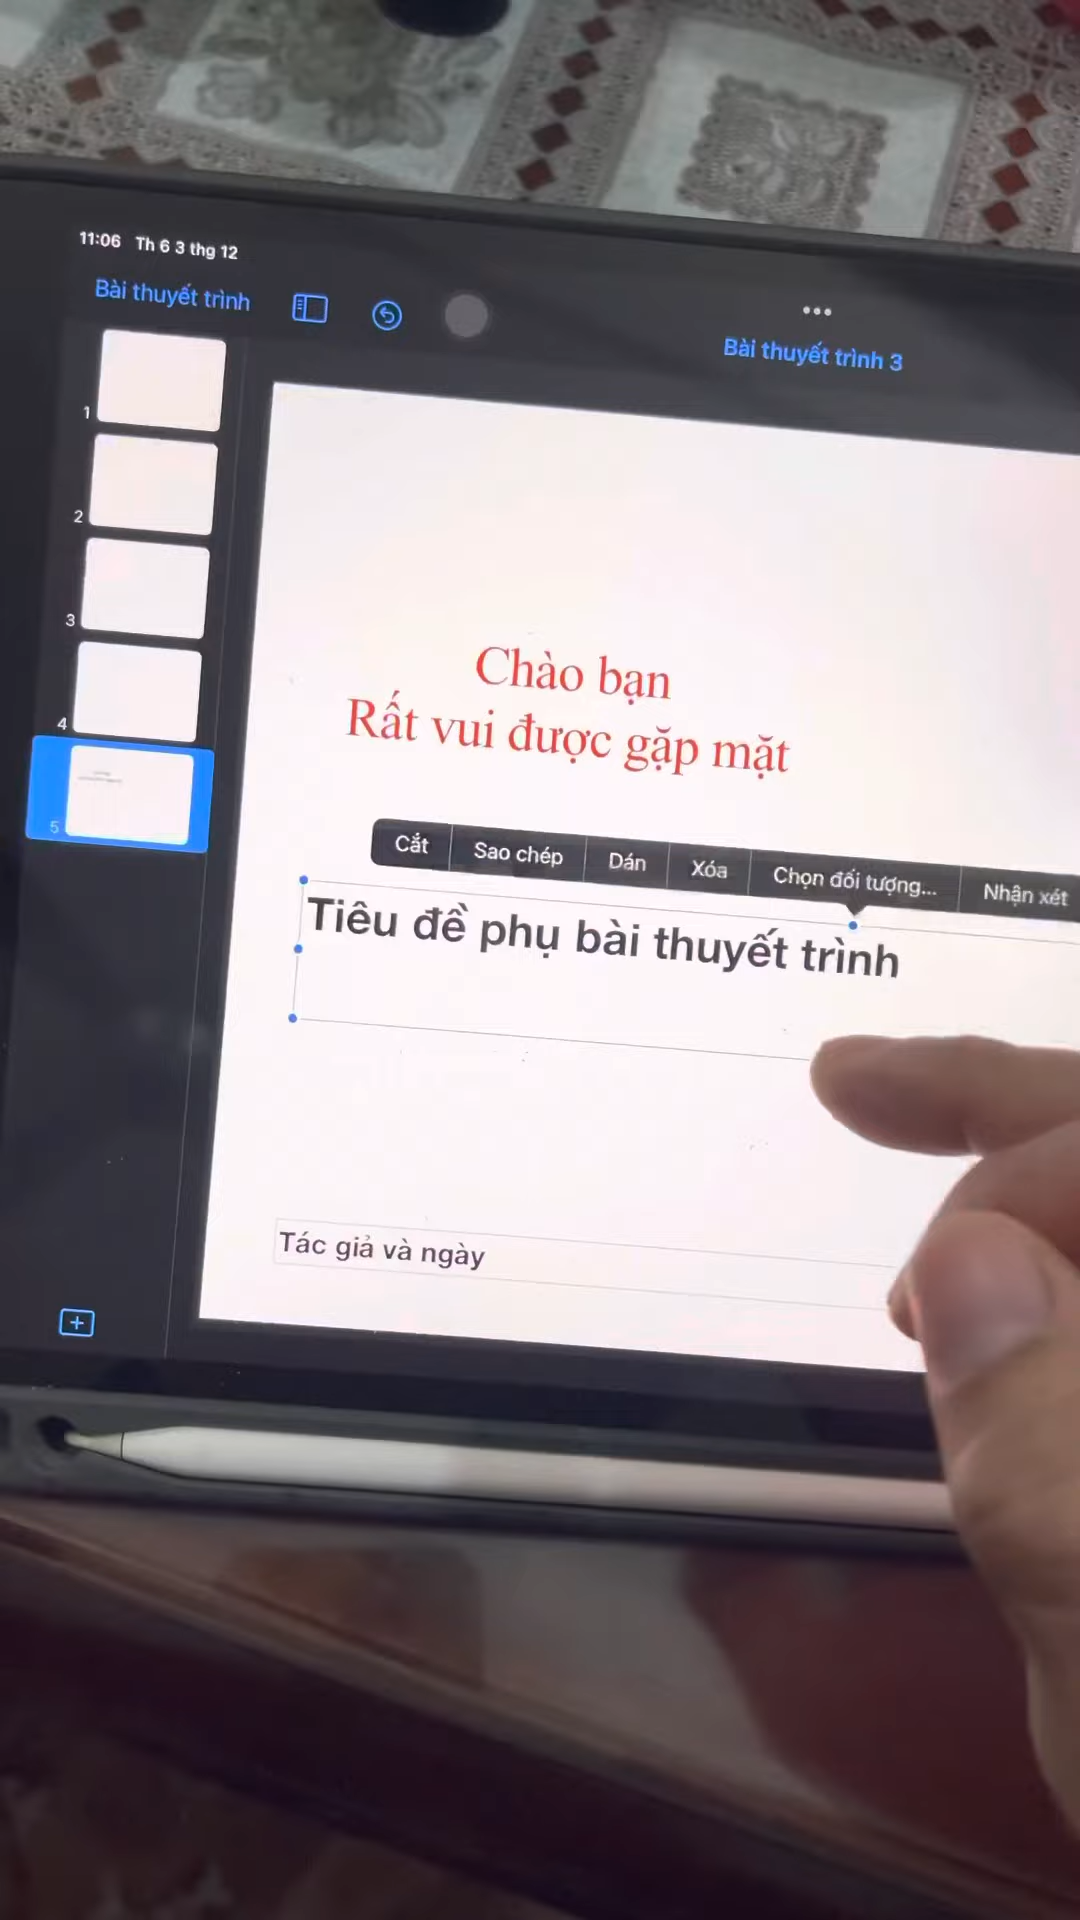 11:06 Th 6 3 thg 12
Bài thuyết trình
Bài thuyết trình 3
1
2
3
4
5
Chào bạn
Rất vui được gặp mặt
Cắt Sao chép Dán Xóa Chọn đối tượng... Nhận xét
Tiêu đề phụ bài thuyết trình
Tác giả và ngày